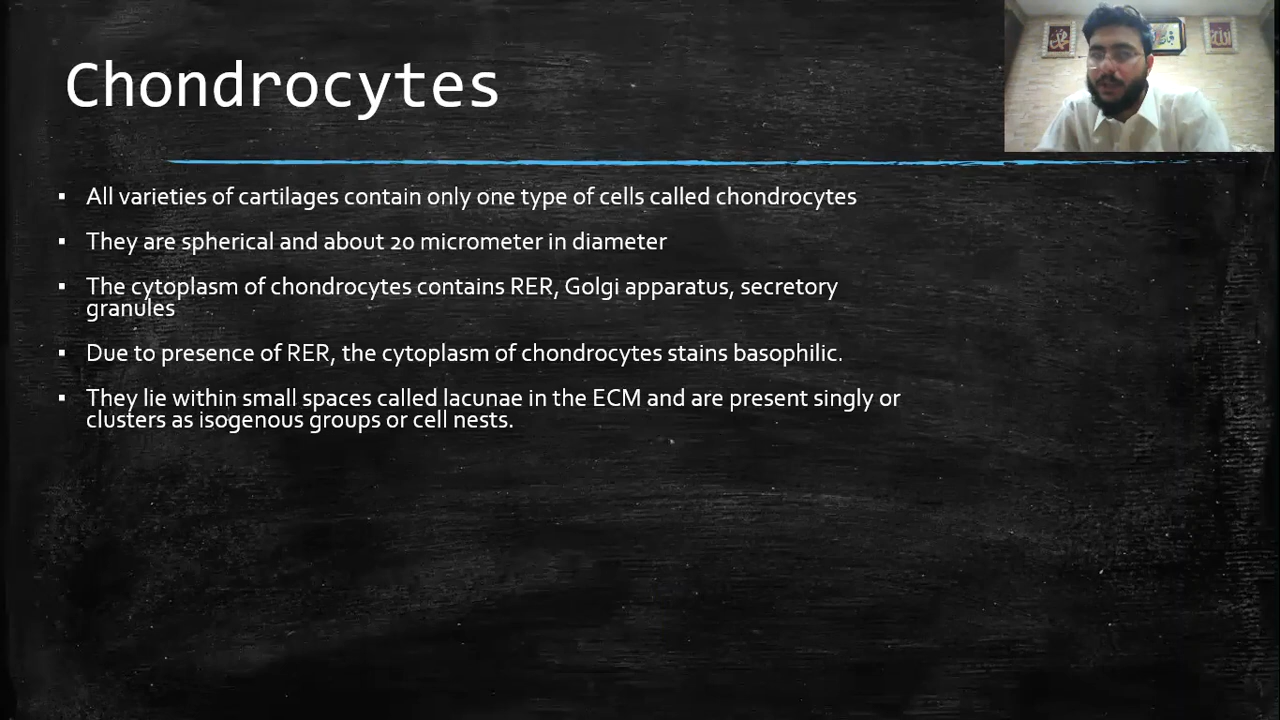 Chondrocytes
▪ All varieties of cartilages contain only one type of cells called chondrocytes
▪ They are spherical and about 20 micrometer in diameter
▪ The cytoplasm of chondrocytes contains RER, Golgi apparatus, secretory
granules
▪ Due to presence of RER, the cytoplasm of chondrocytes stains basophilic.
▪ They lie within small spaces called lacunae in the ECM and are present singly or
clusters as isogenous groups or cell nests.